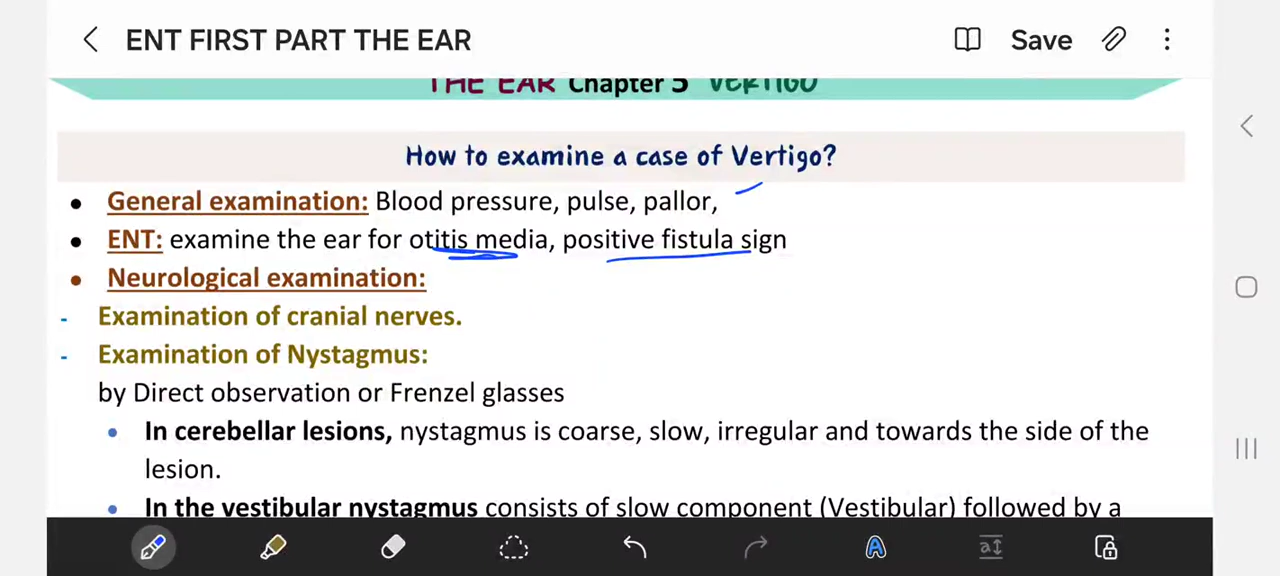 ENT FIRST PART THE EAR
Save
THE EAR Chapter 5 VERTIGO
How to examine a case of Vertigo?
• General examination: Blood pressure, pulse, pallor,
• ENT: examine the ear for otitis media, positive fistula sign
• Neurological examination:
- Examination of cranial nerves.
- Examination of Nystagmus:
by Direct observation or Frenzel glasses
• In cerebellar lesions, nystagmus is coarse, slow, irregular and towards the side of the
lesion.
• In the vestibular nystagmus consists of slow component (Vestibular) followed by a